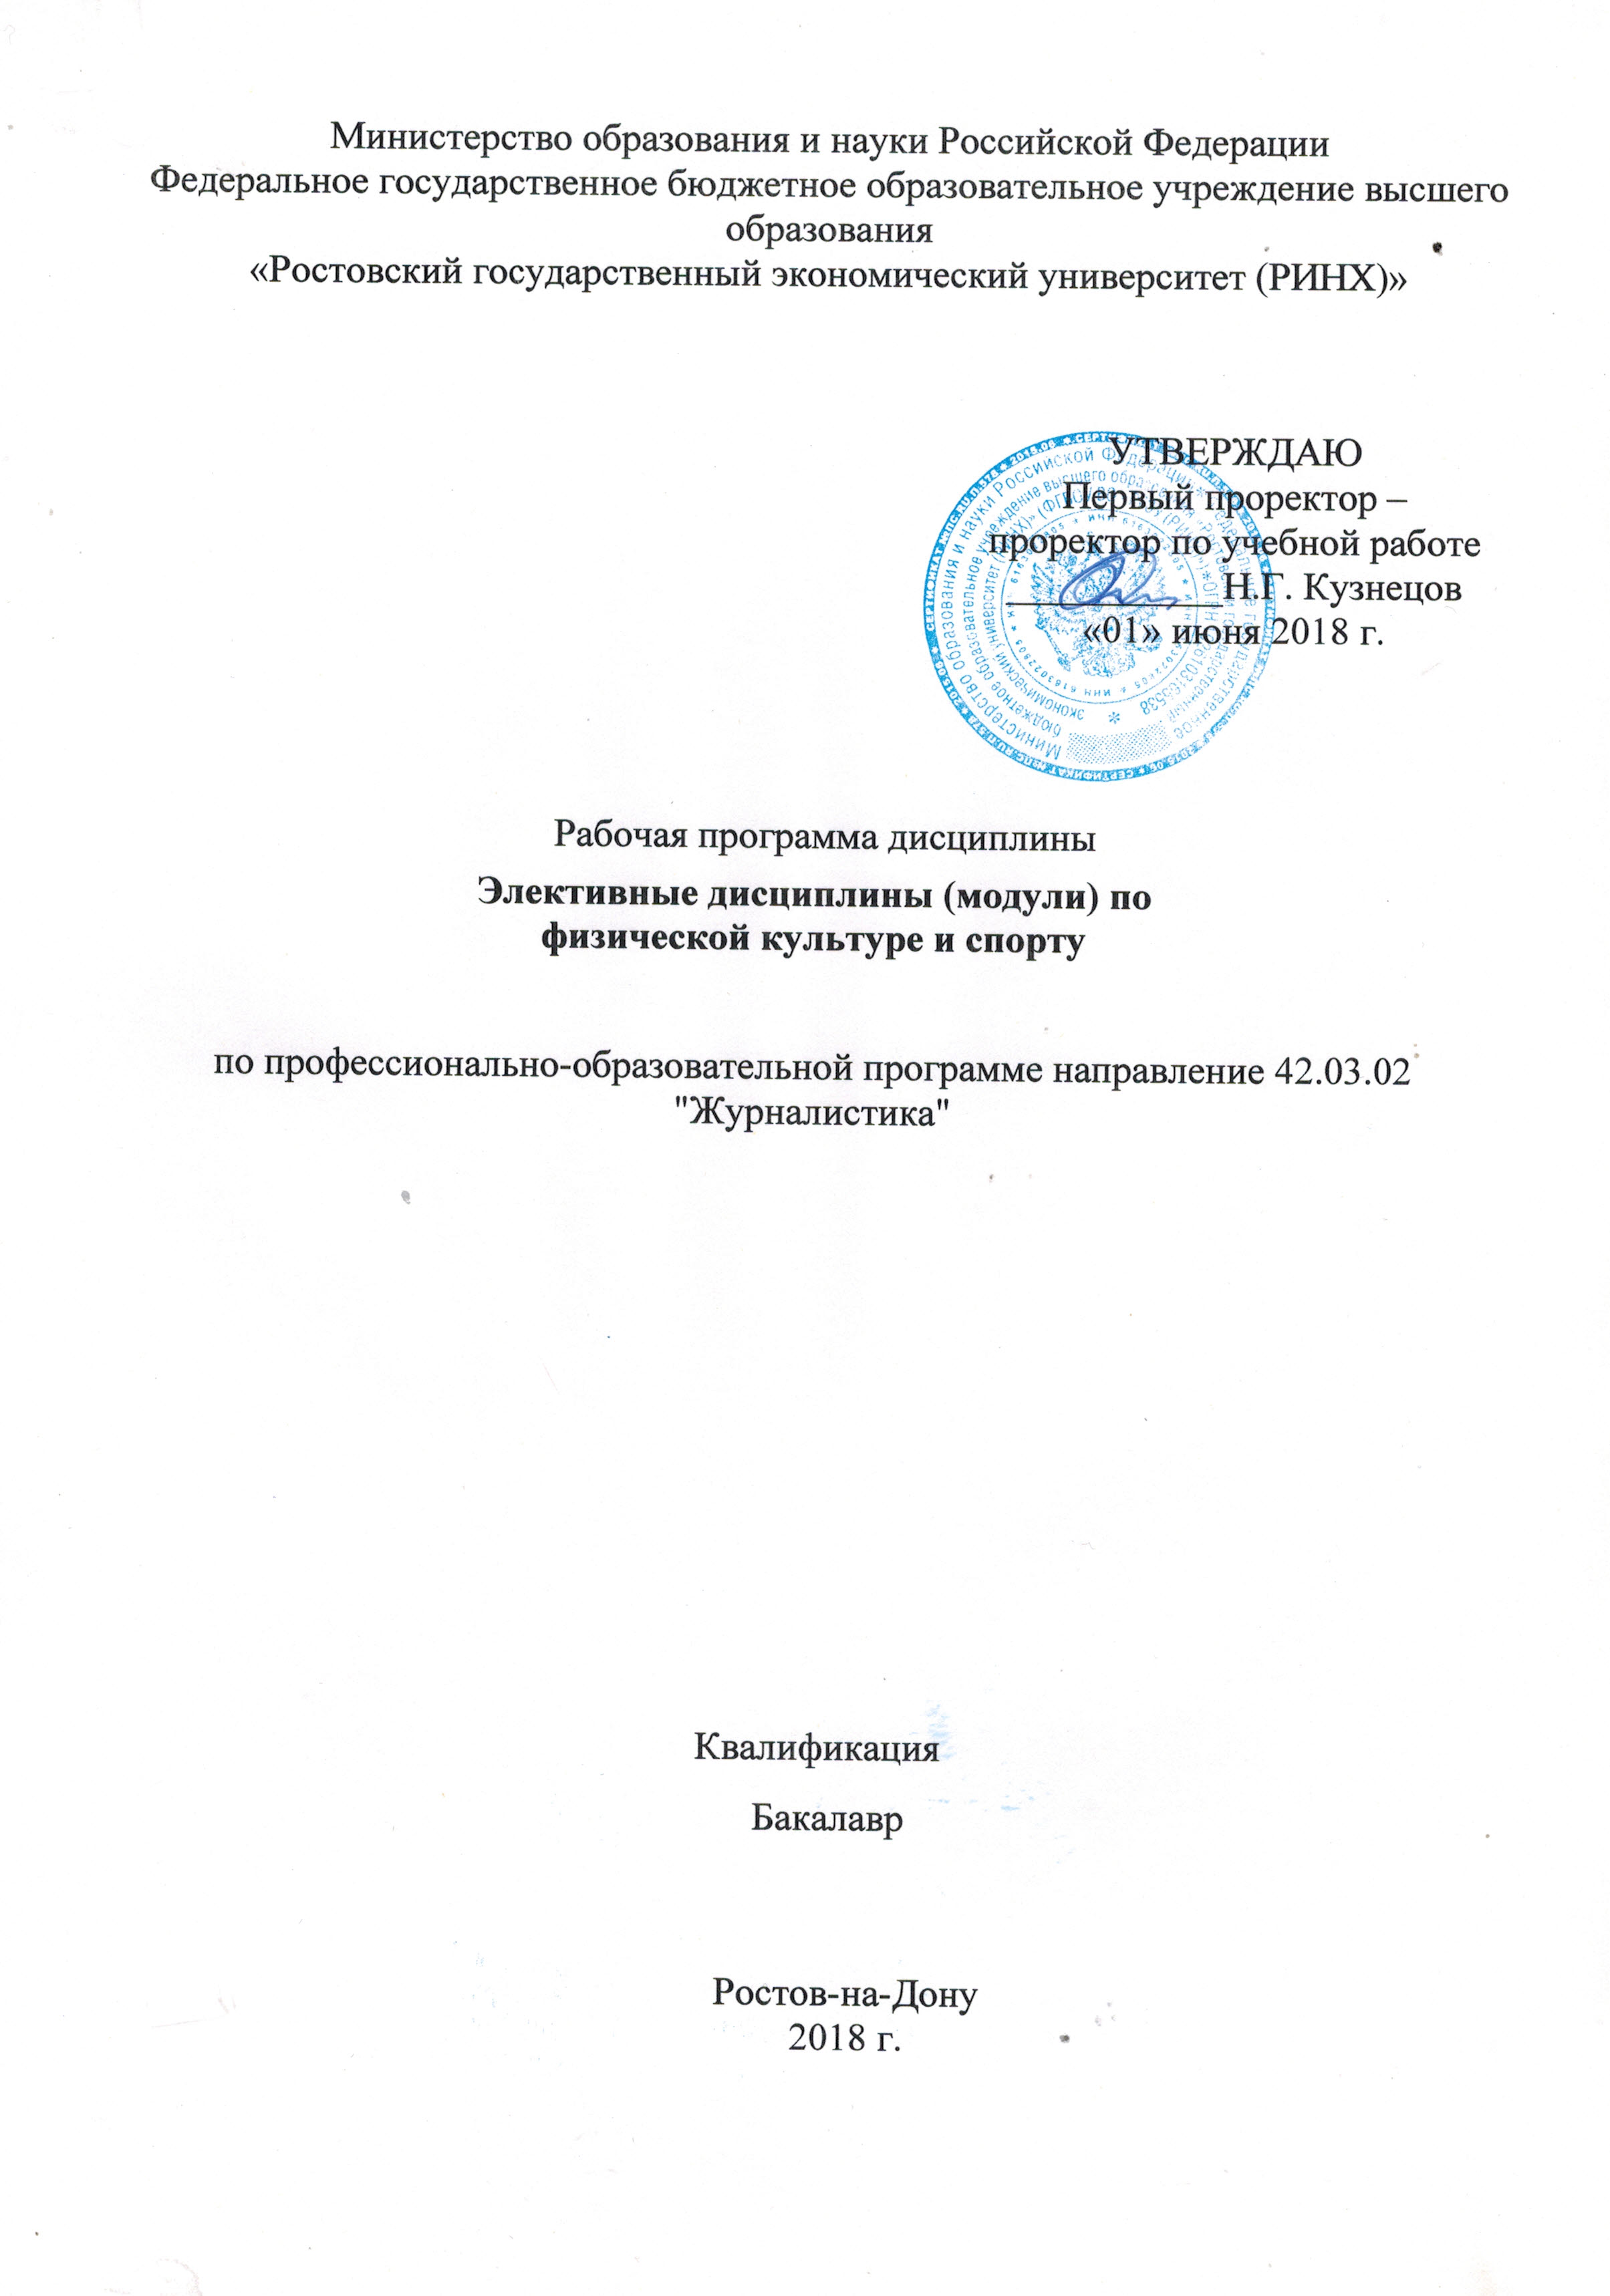 Министерство образования и науки Российской Федерации
Федеральное государственное бюджетное образовательное учреждение высшего
образования
«Ростовский государственный экономический университет (РИНХ)»
УТВЕРЖДАЮ
Первый проректор –
проректор по учебной работе
Н.Г. Кузнецов
«01» июня 2018 г.
Рабочая программа дисциплины
Элективные дисциплины (модули) по
физической культуре и спорту
по профессионально-образовательной программе направление 42.03.02
"Журналистика"
Квалификация
Бакалавр
Ростов-на-Дону
2018 г.